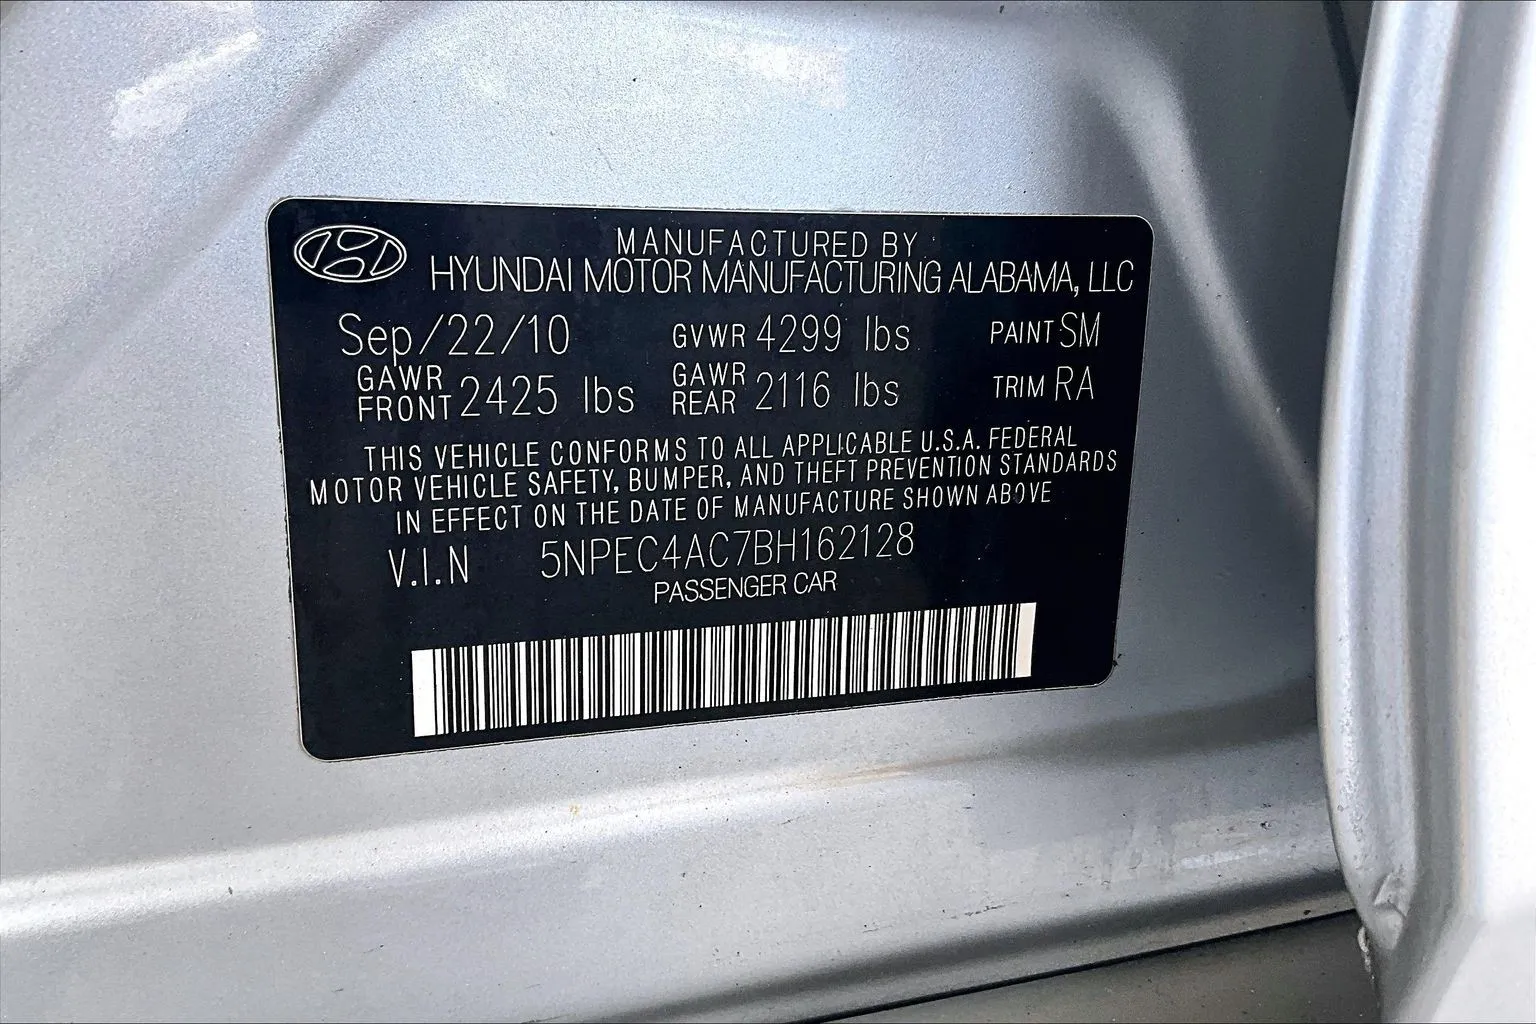 MANUFACTURED BY
HYUNDAI MOTOR MANUFACTURING ALABAMA, LLC
Sep/22/10 GVWR 4299 lbs PAINT SM
GAWR FRONT 2425 lbs GAWR REAR 2116 lbs TRIM RA
THIS VEHICLE CONFORMS TO ALL APPLICABLE U.S.A. FEDERAL
MOTOR VEHICLE SAFETY, BUMPER, AND THEFT PREVENTION STANDARDS
IN EFFECT ON THE DATE OF MANUFACTURE SHOWN ABOVE
V.I.N 5NPEC4AC7BH162128
PASSENGER CAR